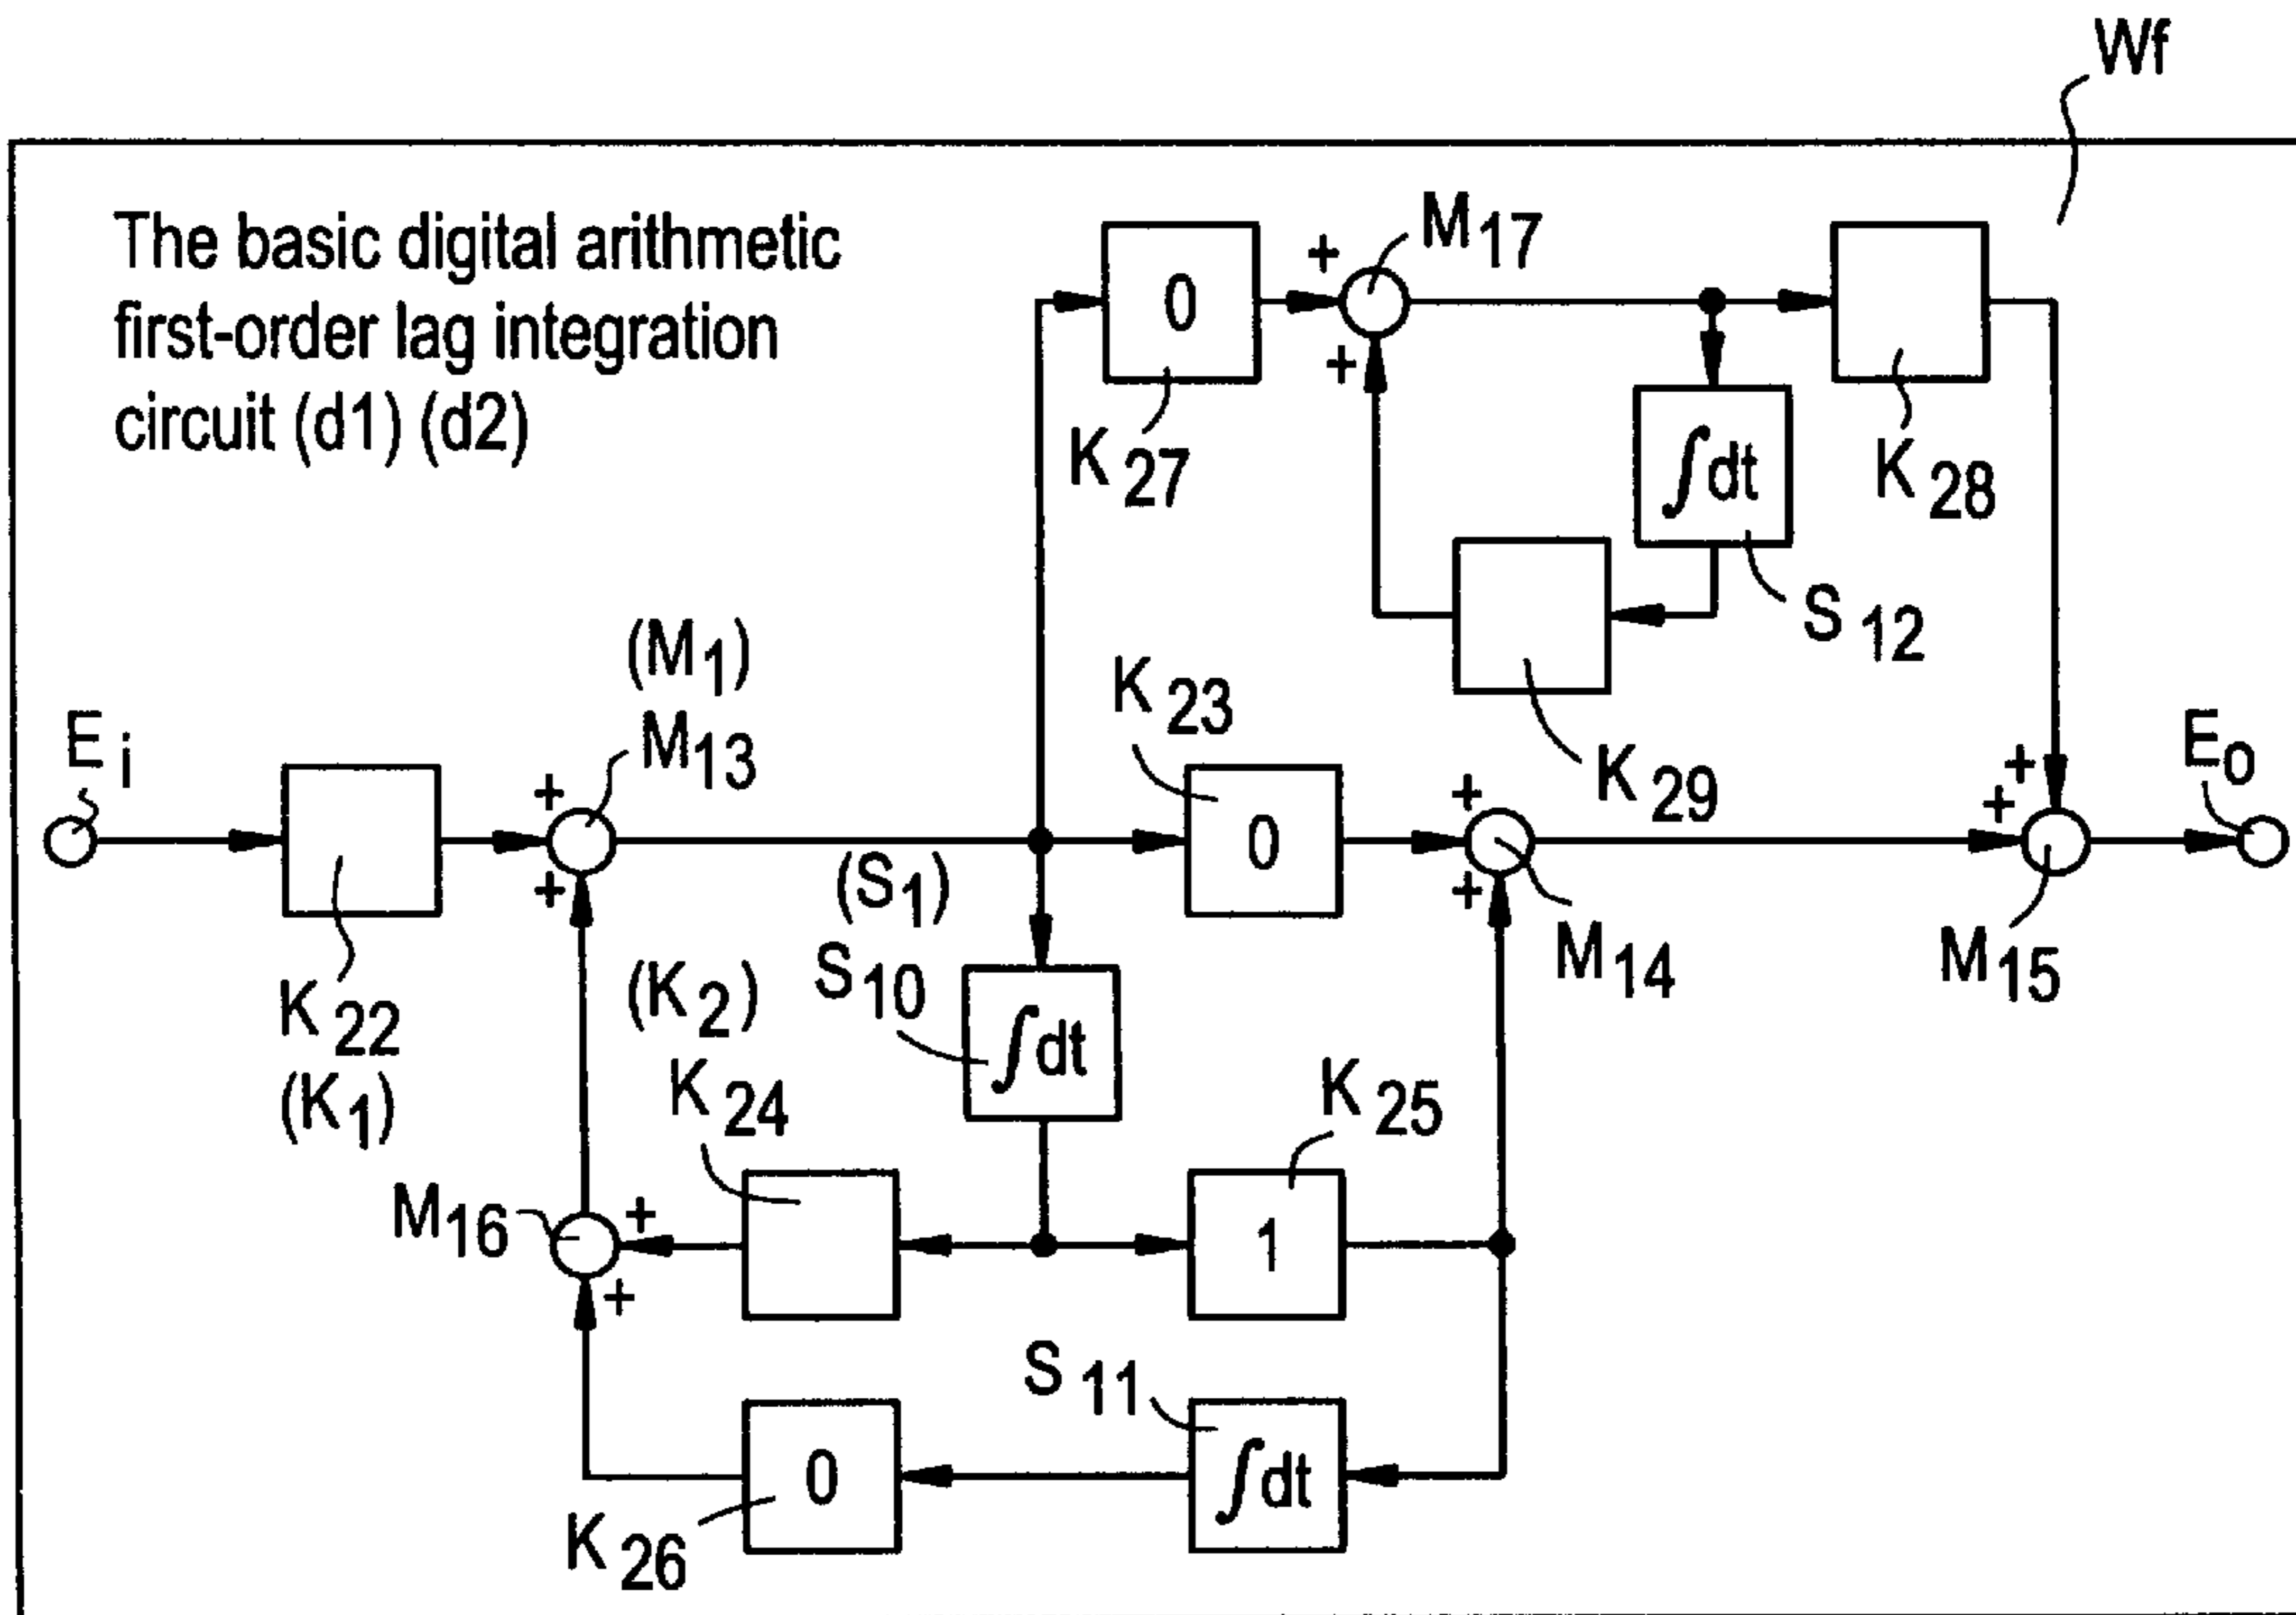 Wf
The basic digital arithmetic
first-order lag integration
circuit (d1) (d2)
0
+
M17
+
K27
∫dt
K28
S12
K29
(M1)
M13
K23
Ei
+
+
0
+
+
+
+
Eo
(S1)
S10
M14
M15
K22
(K1)
(K2)
K24
∫dt
K25
M16
+
+
1
S11
0
∫dt
K26